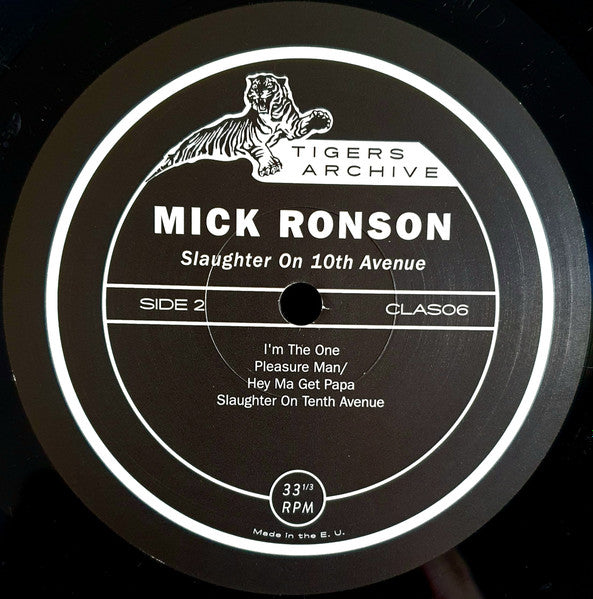 TIGERS
ARCHIVE
MICK RONSON
Slaughter On 10th Avenue
SIDE 2
CLAS06
I'm The One
Pleasure Man/
Hey Ma Get Papa
Slaughter On Tenth Avenue
33 1/3
RPM
Made in the E. U.